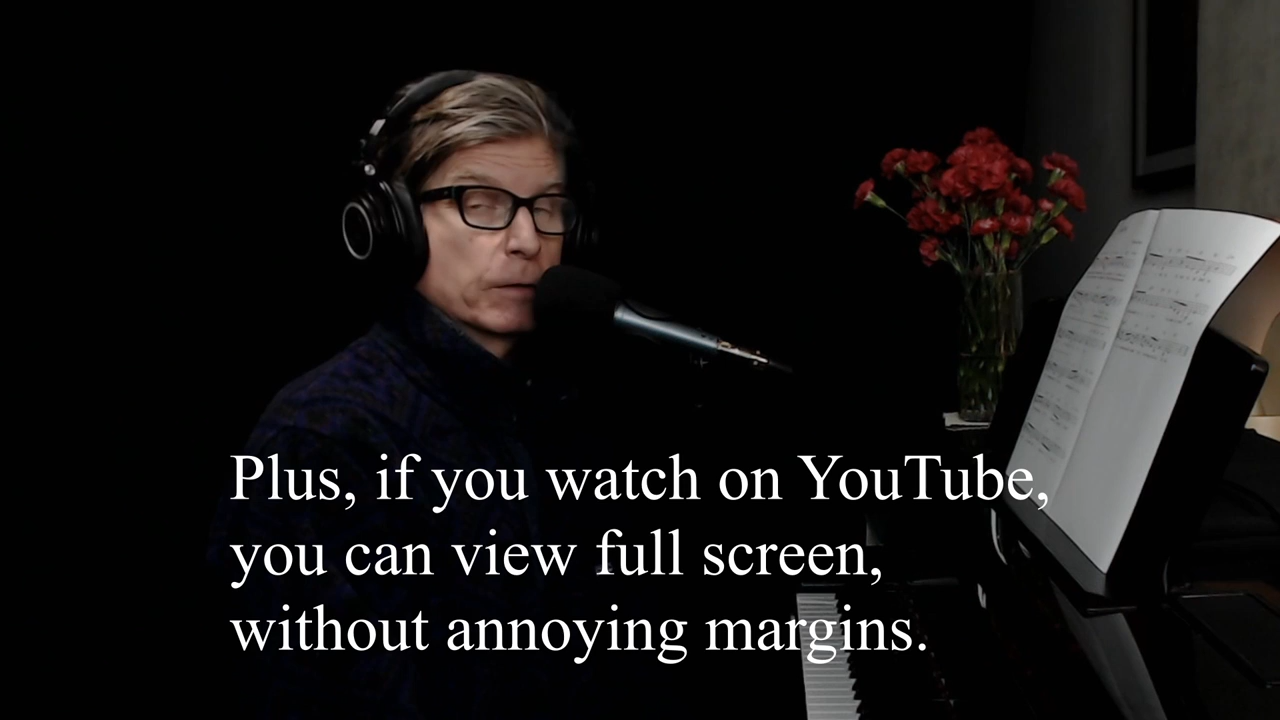 Plus, if you watch on YouTube,
you can view full screen,
without annoying margins.